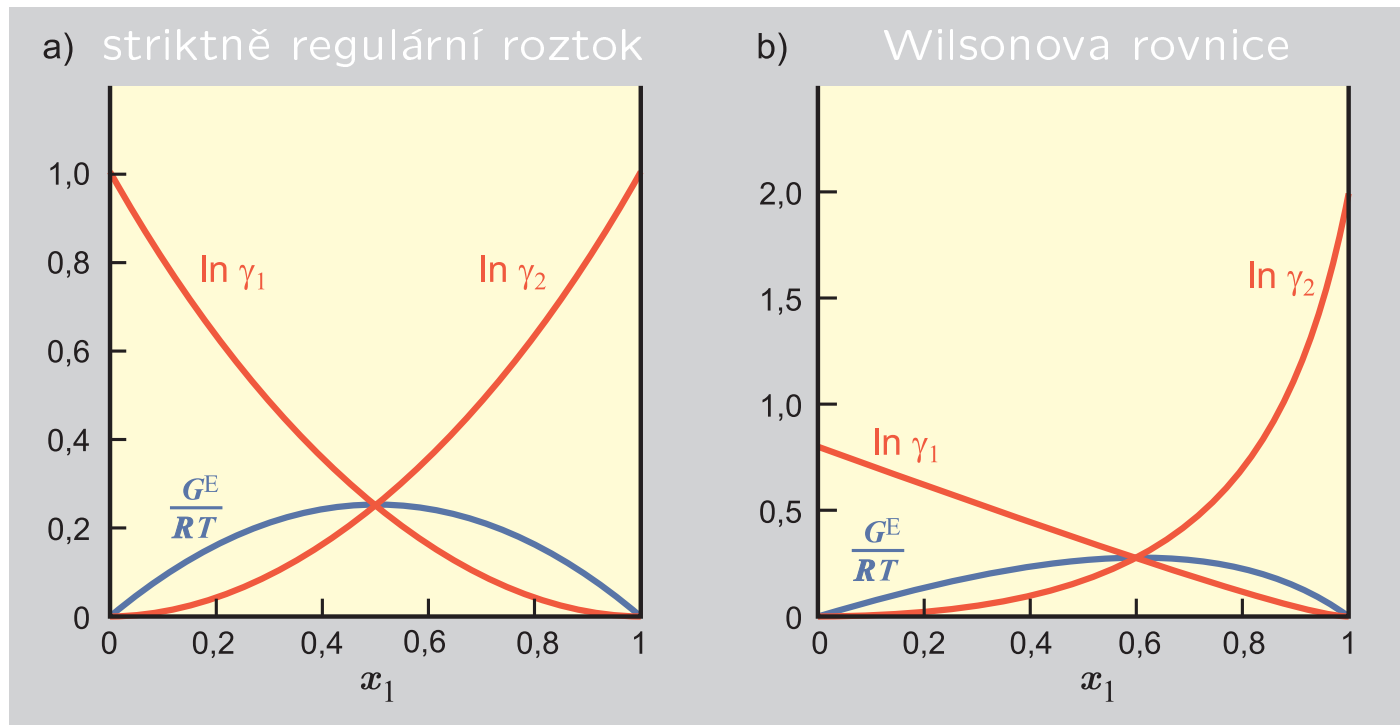 a) striktně regulární roztok
1,0
0,8
0,6
0,4
0,2
0
ln γ₁
ln γ₂
Gᴱ
RT
0 0,2 0,4 0,6 0,8 1
x₁
b) Wilsonova rovnice
2,0
1,5
1,0
0,5
0
ln γ₂
ln γ₁
Gᴱ
RT
0 0,2 0,4 0,6 0,8 1
x₁